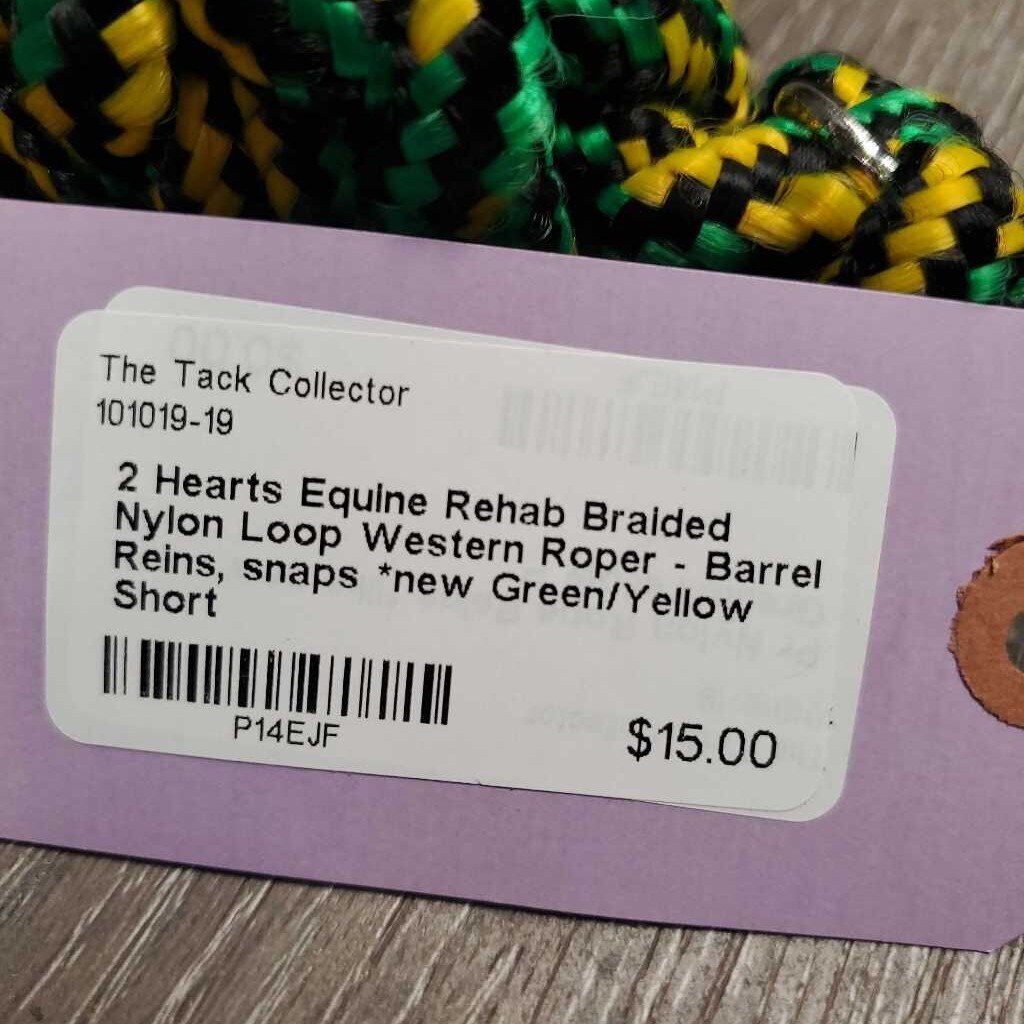 The Tack Collector
101019-19
2 Hearts Equine Rehab Braided
Nylon Loop Western Roper - Barrel
Reins, snaps *new Green/Yellow
Short
P14EJF
$15.00